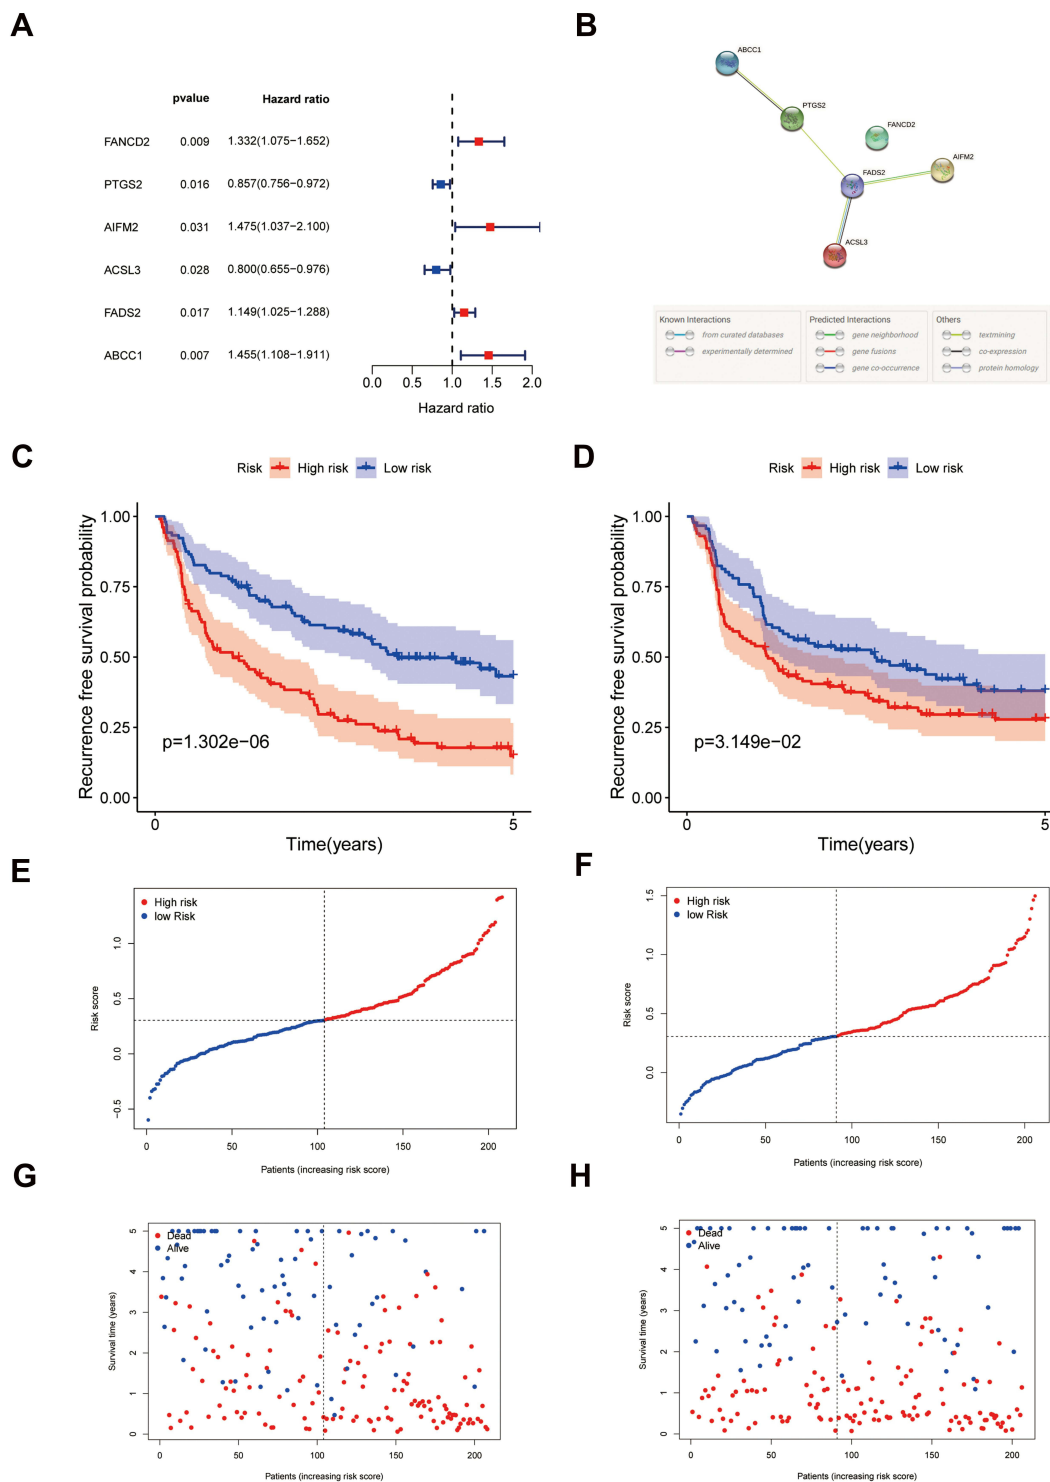 A
pvalue Hazard ratio
FANCD2 0.009 1.332(1.075−1.652)
PTGS2 0.016 0.857(0.756−0.972)
AIFM2 0.031 1.475(1.037−2.100)
ACSL3 0.028 0.800(0.655−0.976)
FADS2 0.017 1.149(1.025−1.288)
ABCC1 0.007 1.455(1.108−1.911)
0.0 0.5 1.0 1.5 2.0
Hazard ratio
B
ABCC1
PTGS2
FANCD2
AIFM2
FADS2
ACSL3
Known Interactions
from curated databases
experimentally determined
Predicted Interactions
gene neighborhood
gene fusions
gene co-occurrence
Others
textmining
co-expression
protein homology
C
Risk High risk Low risk
Recurrence free survival probability
1.00
0.75
0.50
0.25
0.00
p=1.302e−06
0 5
Time(years)
D
Risk High risk Low risk
Recurrence free survival probability
1.00
0.75
0.50
0.25
0.00
p=3.149e−02
0 5
Time(years)
E
High risk
low Risk
Risk score
1.0
0.5
0.0
−0.5
0 50 100 150 200
Patients (increasing risk score)
F
High risk
low Risk
Risk score
1.5
1.0
0.5
0.0
0 50 100 150 200
Patients (increasing risk score)
G
Dead
Alive
Survival time (years)
5
4
3
2
1
0
0 50 100 150 200
Patients (increasing risk score)
H
Dead
Alive
Survival time (years)
5
4
3
2
1
0
0 50 100 150 200
Patients (increasing risk score)